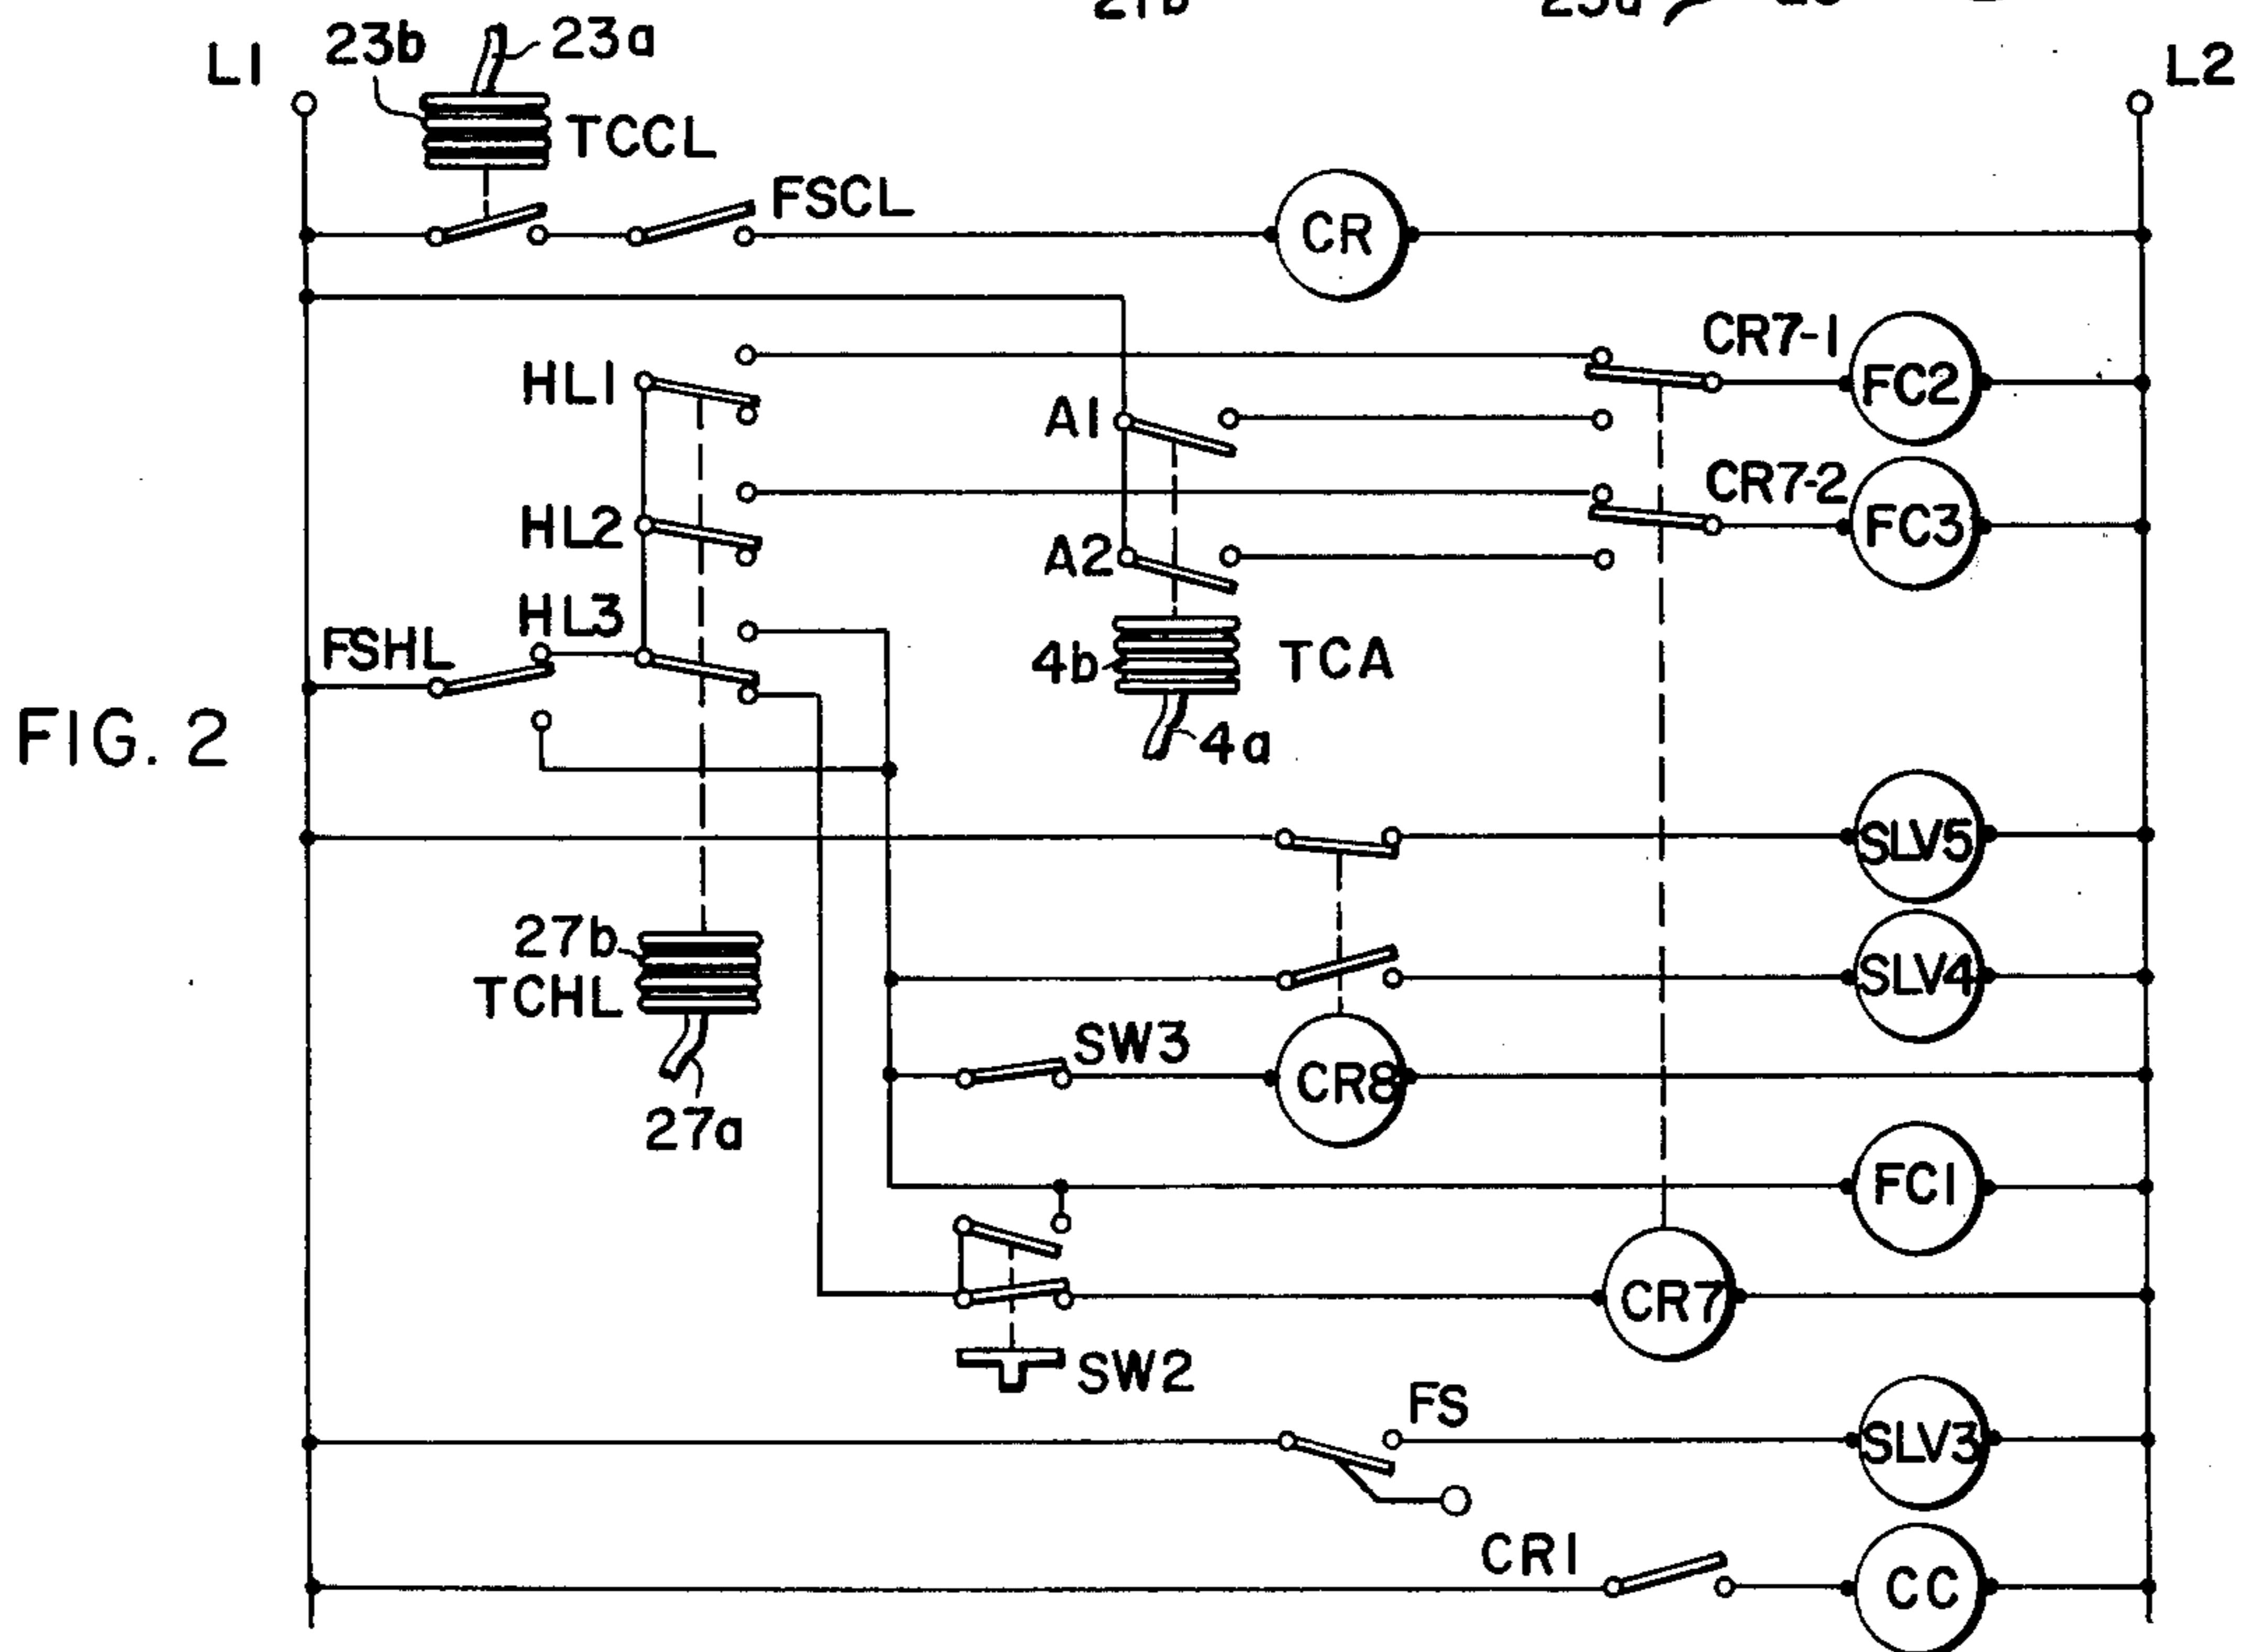 L1
23b
23a
L2
TCCL
FSCL
CR
HL1
A1
CR7-1
FC2
HL2
A2
CR7-2
FC3
HL3
FSHL
4b
TCA
4a
FIG. 2
SLV5
27b
TCHL
SLV4
27a
SW3
CR8
FC1
CR7
SW2
FS
SLV3
CR1
CC